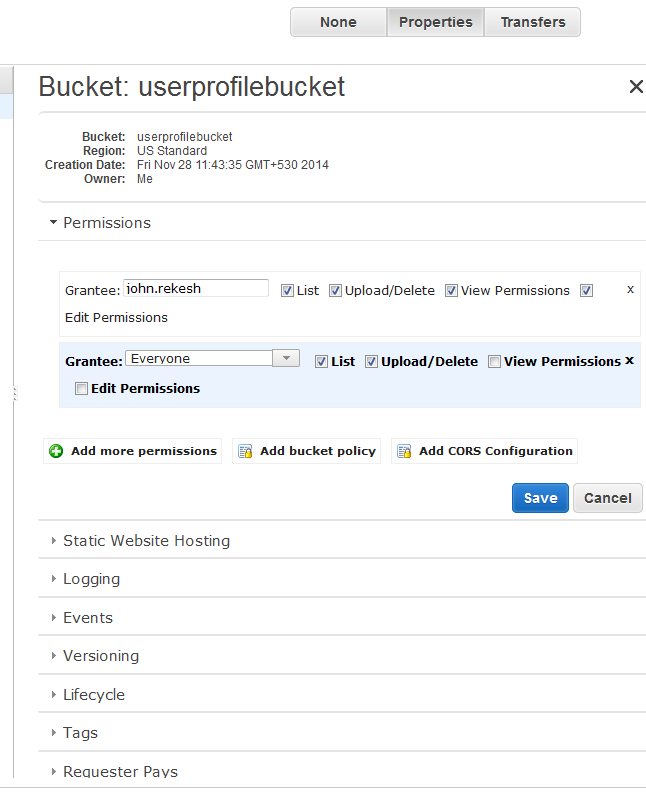 None Properties Transfers
Bucket: userprofilebucket
Bucket: userprofilebucket
Region: US Standard
Creation Date: Fri Nov 28 11:43:35 GMT+530 2014
Owner: Me
Permissions
Grantee: john.rekesh List Upload/Delete View Permissions x
Edit Permissions
Grantee: Everyone List Upload/Delete View Permissions x
Edit Permissions
Add more permissions Add bucket policy Add CORS Configuration
Save Cancel
Static Website Hosting
Logging
Events
Versioning
Lifecycle
Tags
Requester Pays